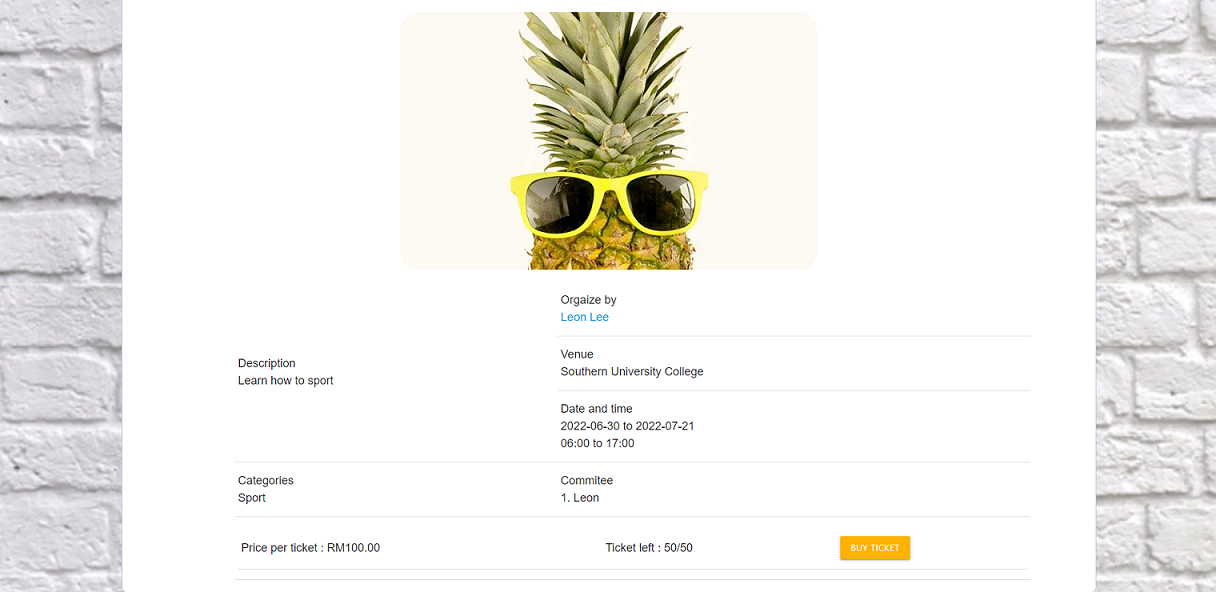 Orgaize by
Leon Lee
Description
Learn how to sport
Venue
Southern University College
Date and time
2022-06-30 to 2022-07-21
06:00 to 17:00
Categories
Sport
Commitee
1. Leon
Price per ticket : RM100.00
Ticket left : 50/50
BUY TICKET